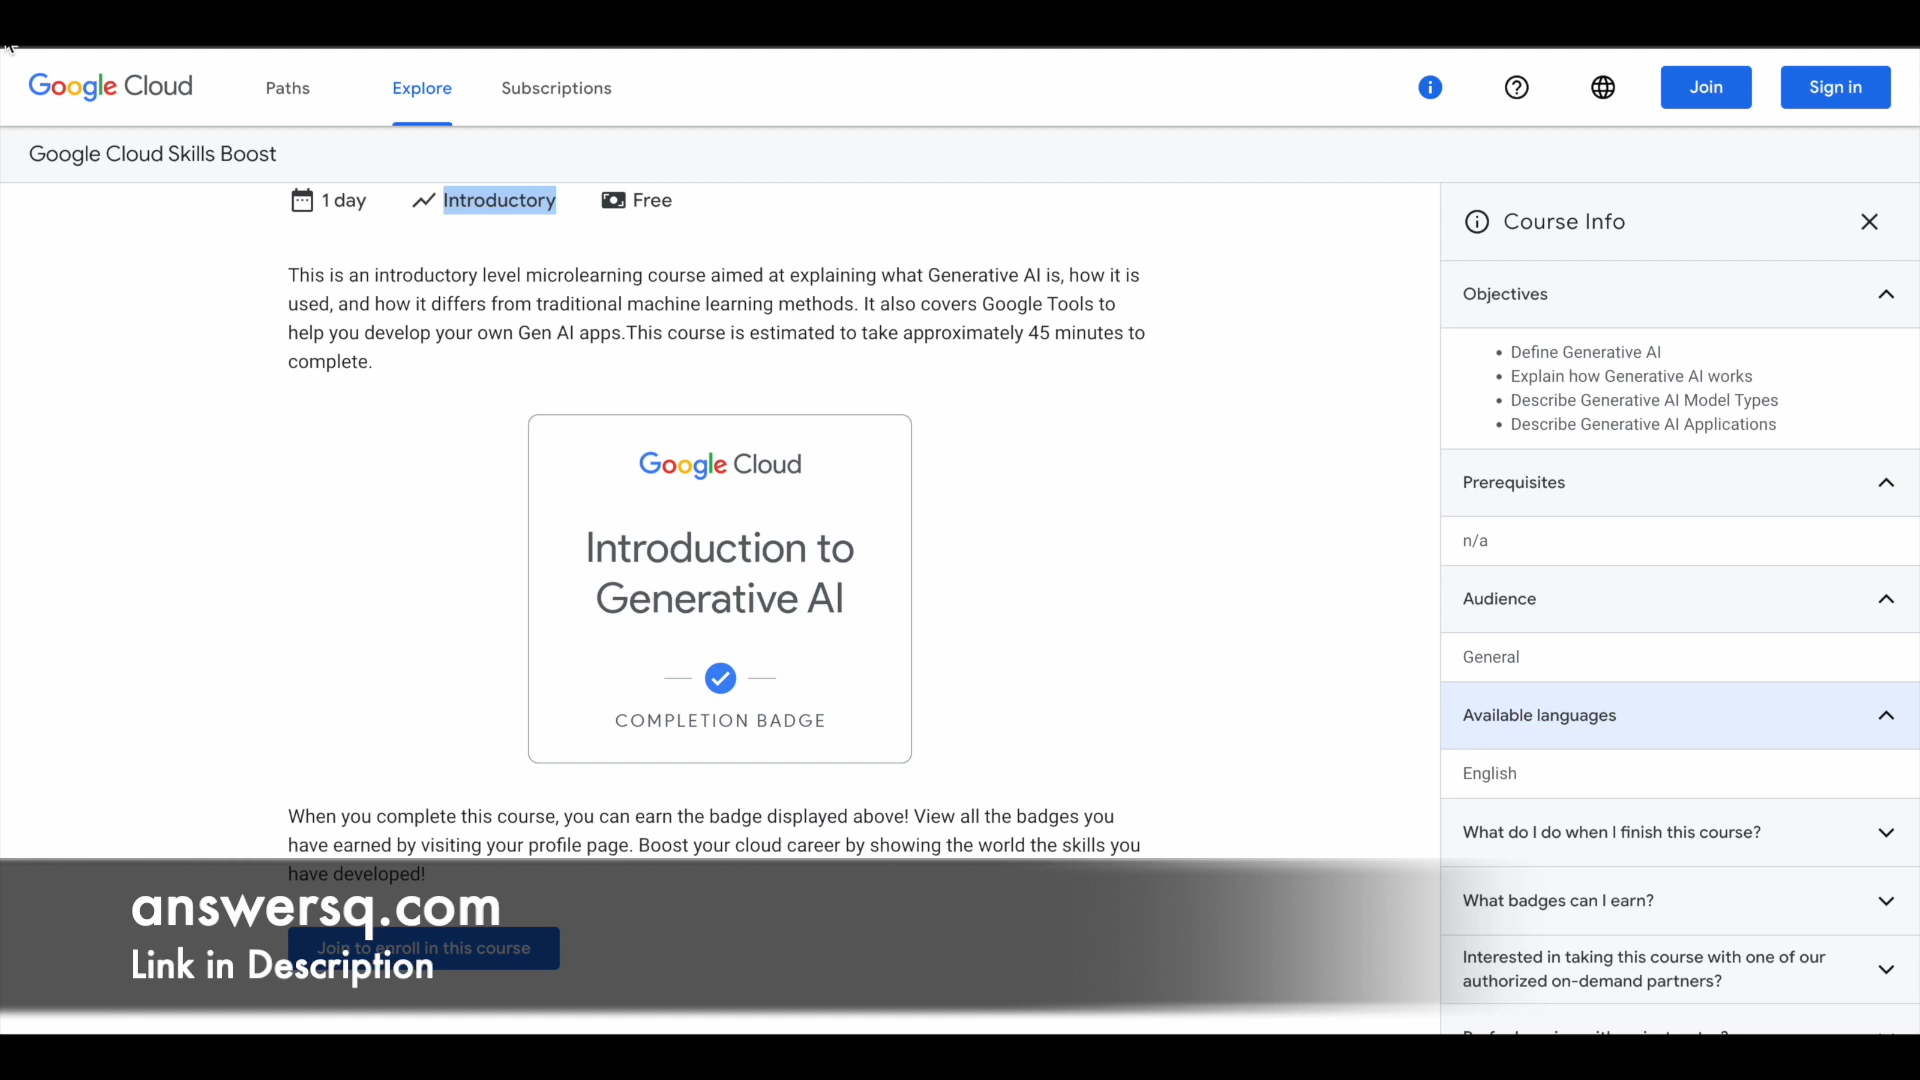 Google Cloud
Paths
Explore
Subscriptions
Join
Sign in
Google Cloud Skills Boost
1 day
Introductory
Free
This is an introductory level microlearning course aimed at explaining what Generative AI is, how it is
used, and how it differs from traditional machine learning methods. It also covers Google Tools to
help you develop your own Gen AI apps.This course is estimated to take approximately 45 minutes to
complete.
Google Cloud
Introduction to
Generative AI
COMPLETION BADGE
When you complete this course, you can earn the badge displayed above! View all the badges you
have earned by visiting your profile page. Boost your cloud career by showing the world the skills you
have developed!
Join to enroll in this course
answersq.com
Link in Description
Course Info
Objectives
• Define Generative AI
• Explain how Generative AI works
• Describe Generative AI Model Types
• Describe Generative AI Applications
Prerequisites
n/a
Audience
General
Available languages
English
What do I do when I finish this course?
What badges can I earn?
Interested in taking this course with one of our
authorized on-demand partners?